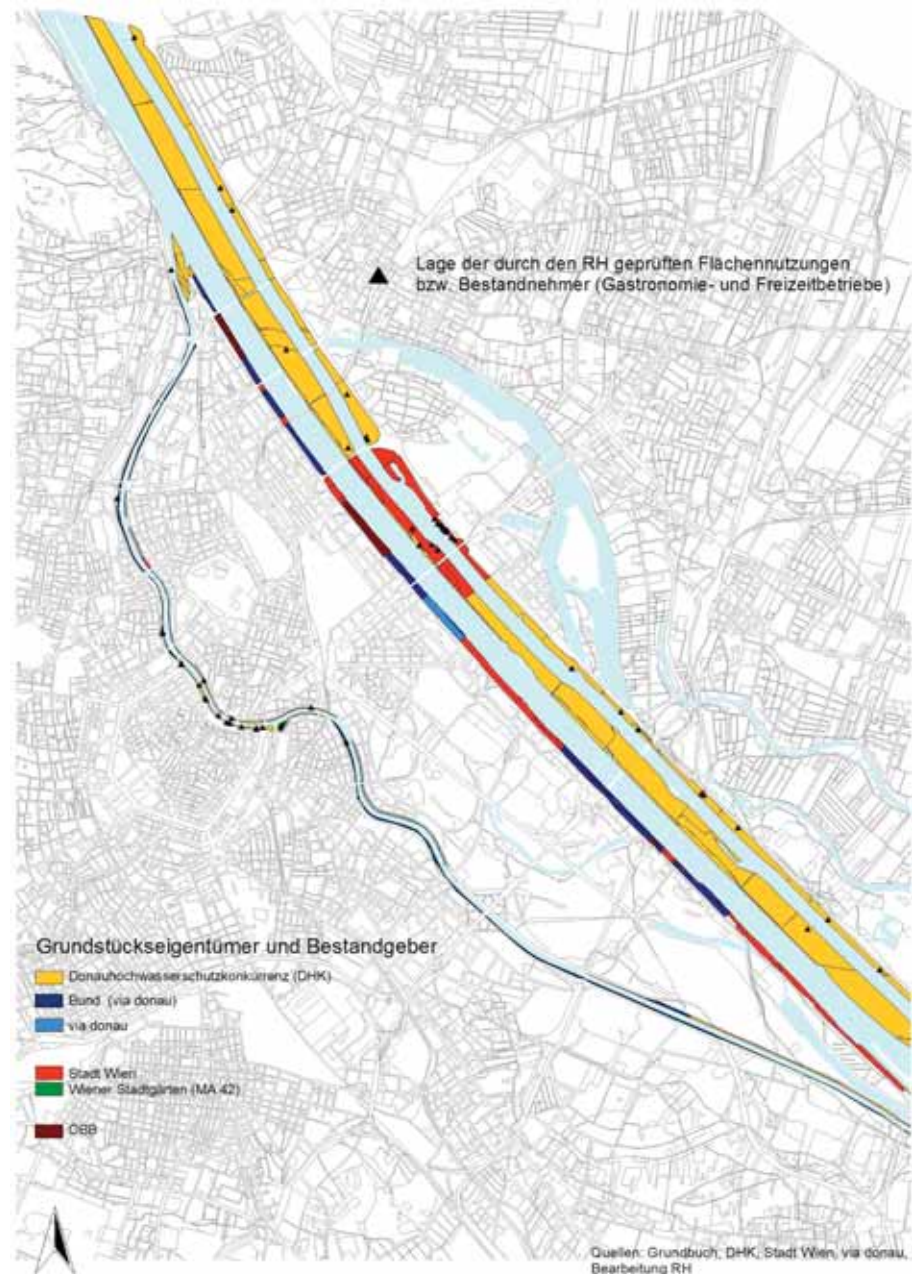 Lage der durch den RH geprüften Flächennutzungen
bzw. Bestandnehmer (Gastronomie- und Freizeitbetriebe)
Grundstückseigentümer und Bestandgeber
Donauhochwasserschutzkonkurrenz (DHK)
Bund (via donau)
via donau
Stadt Wien
Wiener Stadtgärten (MA 42)
ÖBB
Quellen: Grundbuch, DHK, Stadt Wien, via donau,
Bearbeitung RH